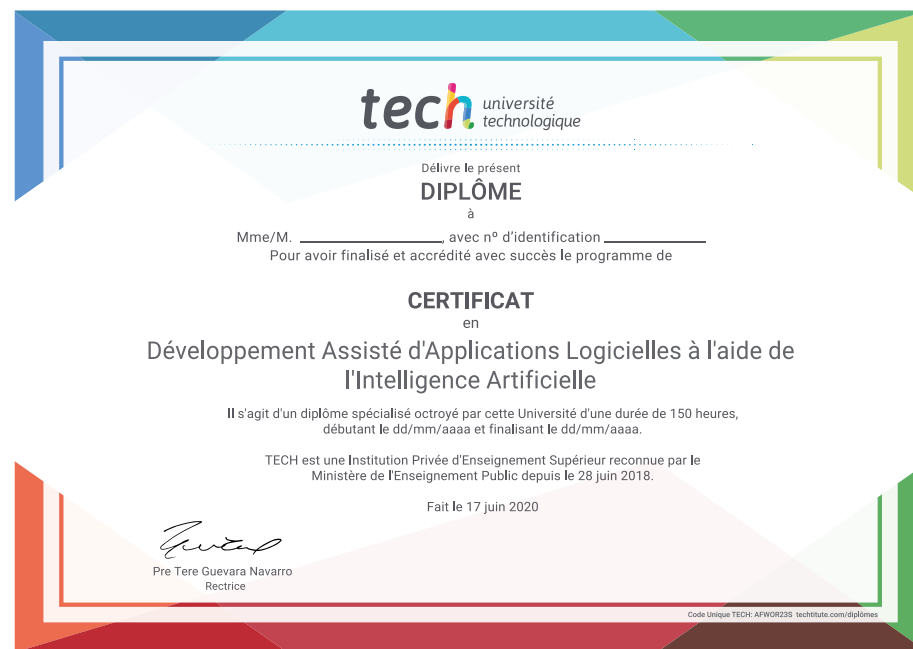 tech université
technologique
Délivre le présent
DIPLÔME
à
Mme/M. ____________________, avec nº d'identification ______________
Pour avoir finalisé et accrédité avec succès le programme de
CERTIFICAT
en
Développement Assisté d'Applications Logicielles à l'aide de
l'Intelligence Artificielle
Il s'agit d'un diplôme spécialisé octroyé par cette Université d'une durée de 150 heures,
débutant le dd/mm/aaaa et finalisant le dd/mm/aaaa.
TECH est une Institution Privée d'Enseignement Supérieur reconnue par le
Ministère de l'Enseignement Public depuis le 28 juin 2018.
Fait le 17 juin 2020
Pre Tere Guevara Navarro
Rectrice
Code Unique TECH: AFWOR23S techtitute.com/diplômes